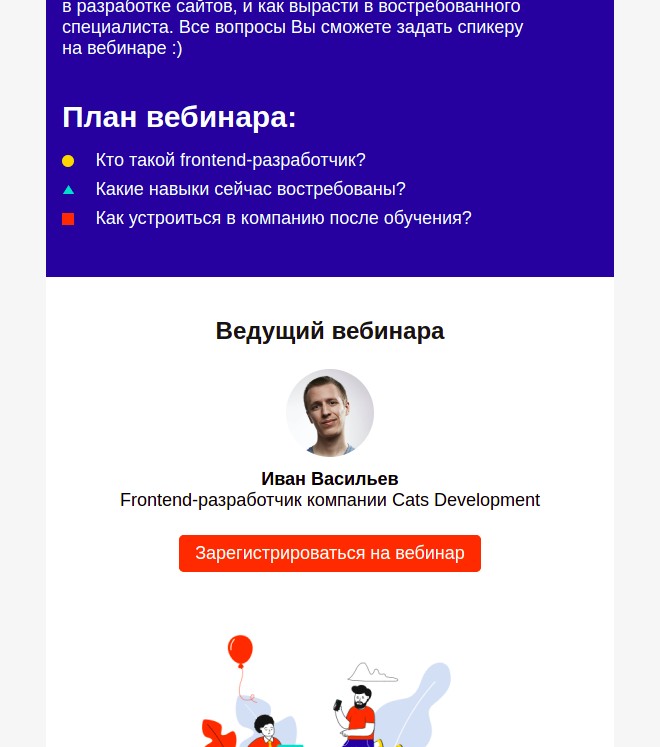 в разработке сайтов, и как вырасти в востребованного
специалиста. Все вопросы Вы сможете задать спикеру
на вебинаре :)
План вебинара:
Кто такой frontend-разработчик?
Какие навыки сейчас востребованы?
Как устроиться в компанию после обучения?
Ведущий вебинара
Иван Васильев
Frontend-разработчик компании Cats Development
Зарегистрироваться на вебинар